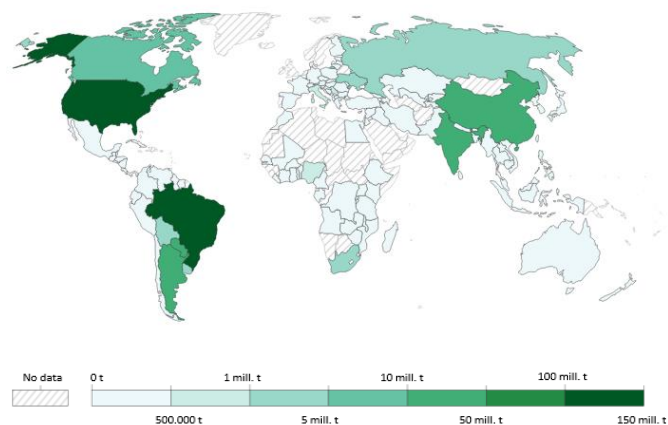 No data
0 t
1 mill. t
10 mill. t
100 mill. t
500.000 t
5 mill. t
50 mill. t
150 mill. t